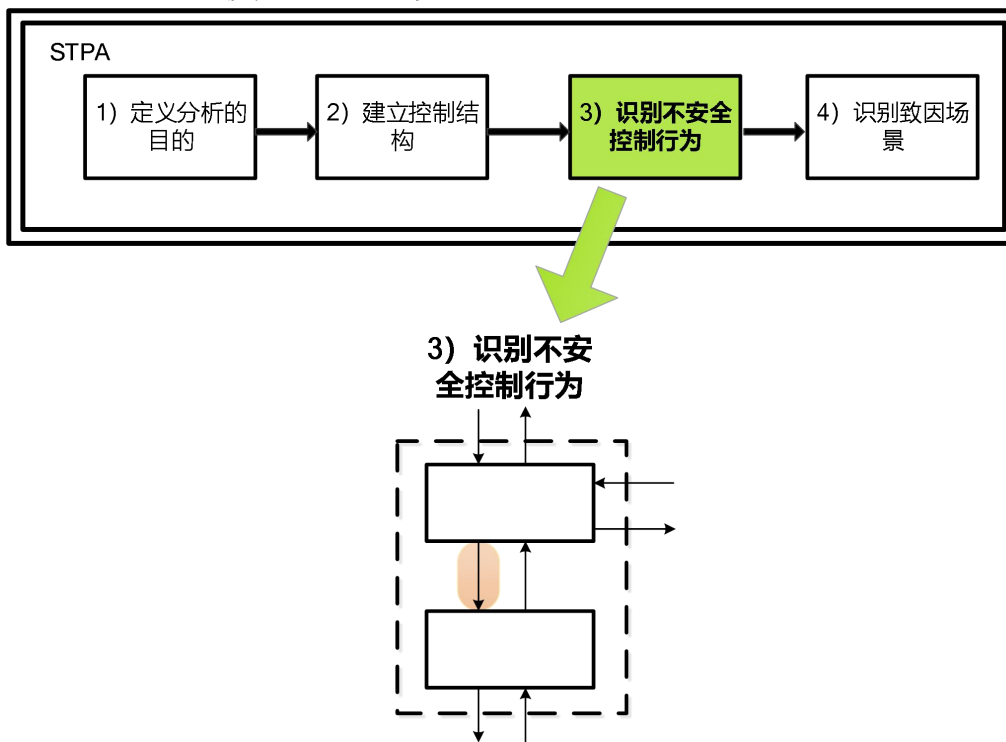 STPA
1）定义分析的
目的
2）建立控制结
构
3）识别不安全
控制行为
4）识别致因场
景
3）识别不安
全控制行为